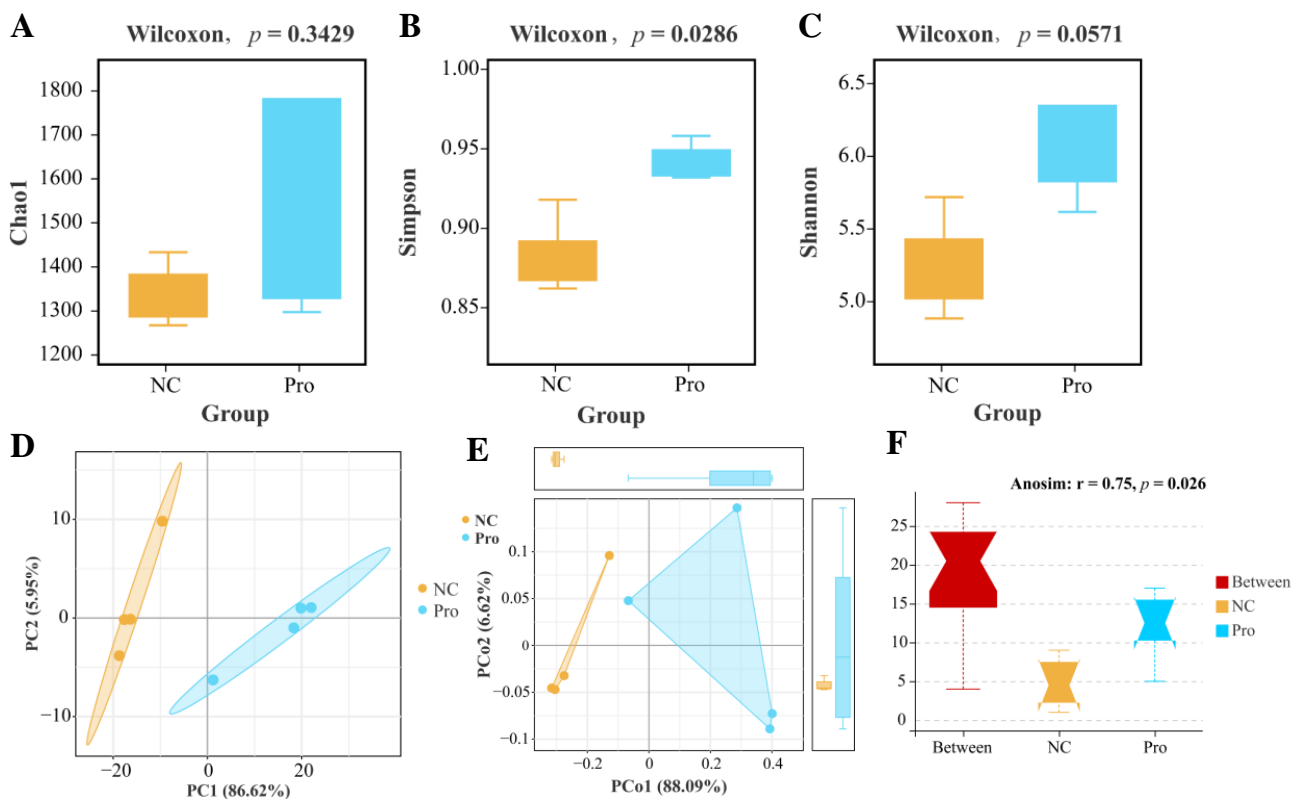 A
Wilcoxon, p = 0.3429
Chao1
1800
1700
1600
1500
1400
1300
1200
NC
Pro
Group
B
Wilcoxon, p = 0.0286
Simpson
1.00
0.95
0.90
0.85
NC
Pro
Group
C
Wilcoxon, p = 0.0571
Shannon
6.5
6.0
5.5
5.0
NC
Pro
Group
D
PC2 (5.95%)
10
0
−10
−20
0
20
PC1 (86.62%)
NC
Pro
E
NC
Pro
PCo2 (6.62%)
0.1
0.05
0
−0.05
−0.1
−0.2
0
0.2
0.4
PCo1 (88.09%)
F
Anosim: r = 0.75, p = 0.026
25
20
15
10
5
0
Between
NC
Pro
Between
NC
Pro